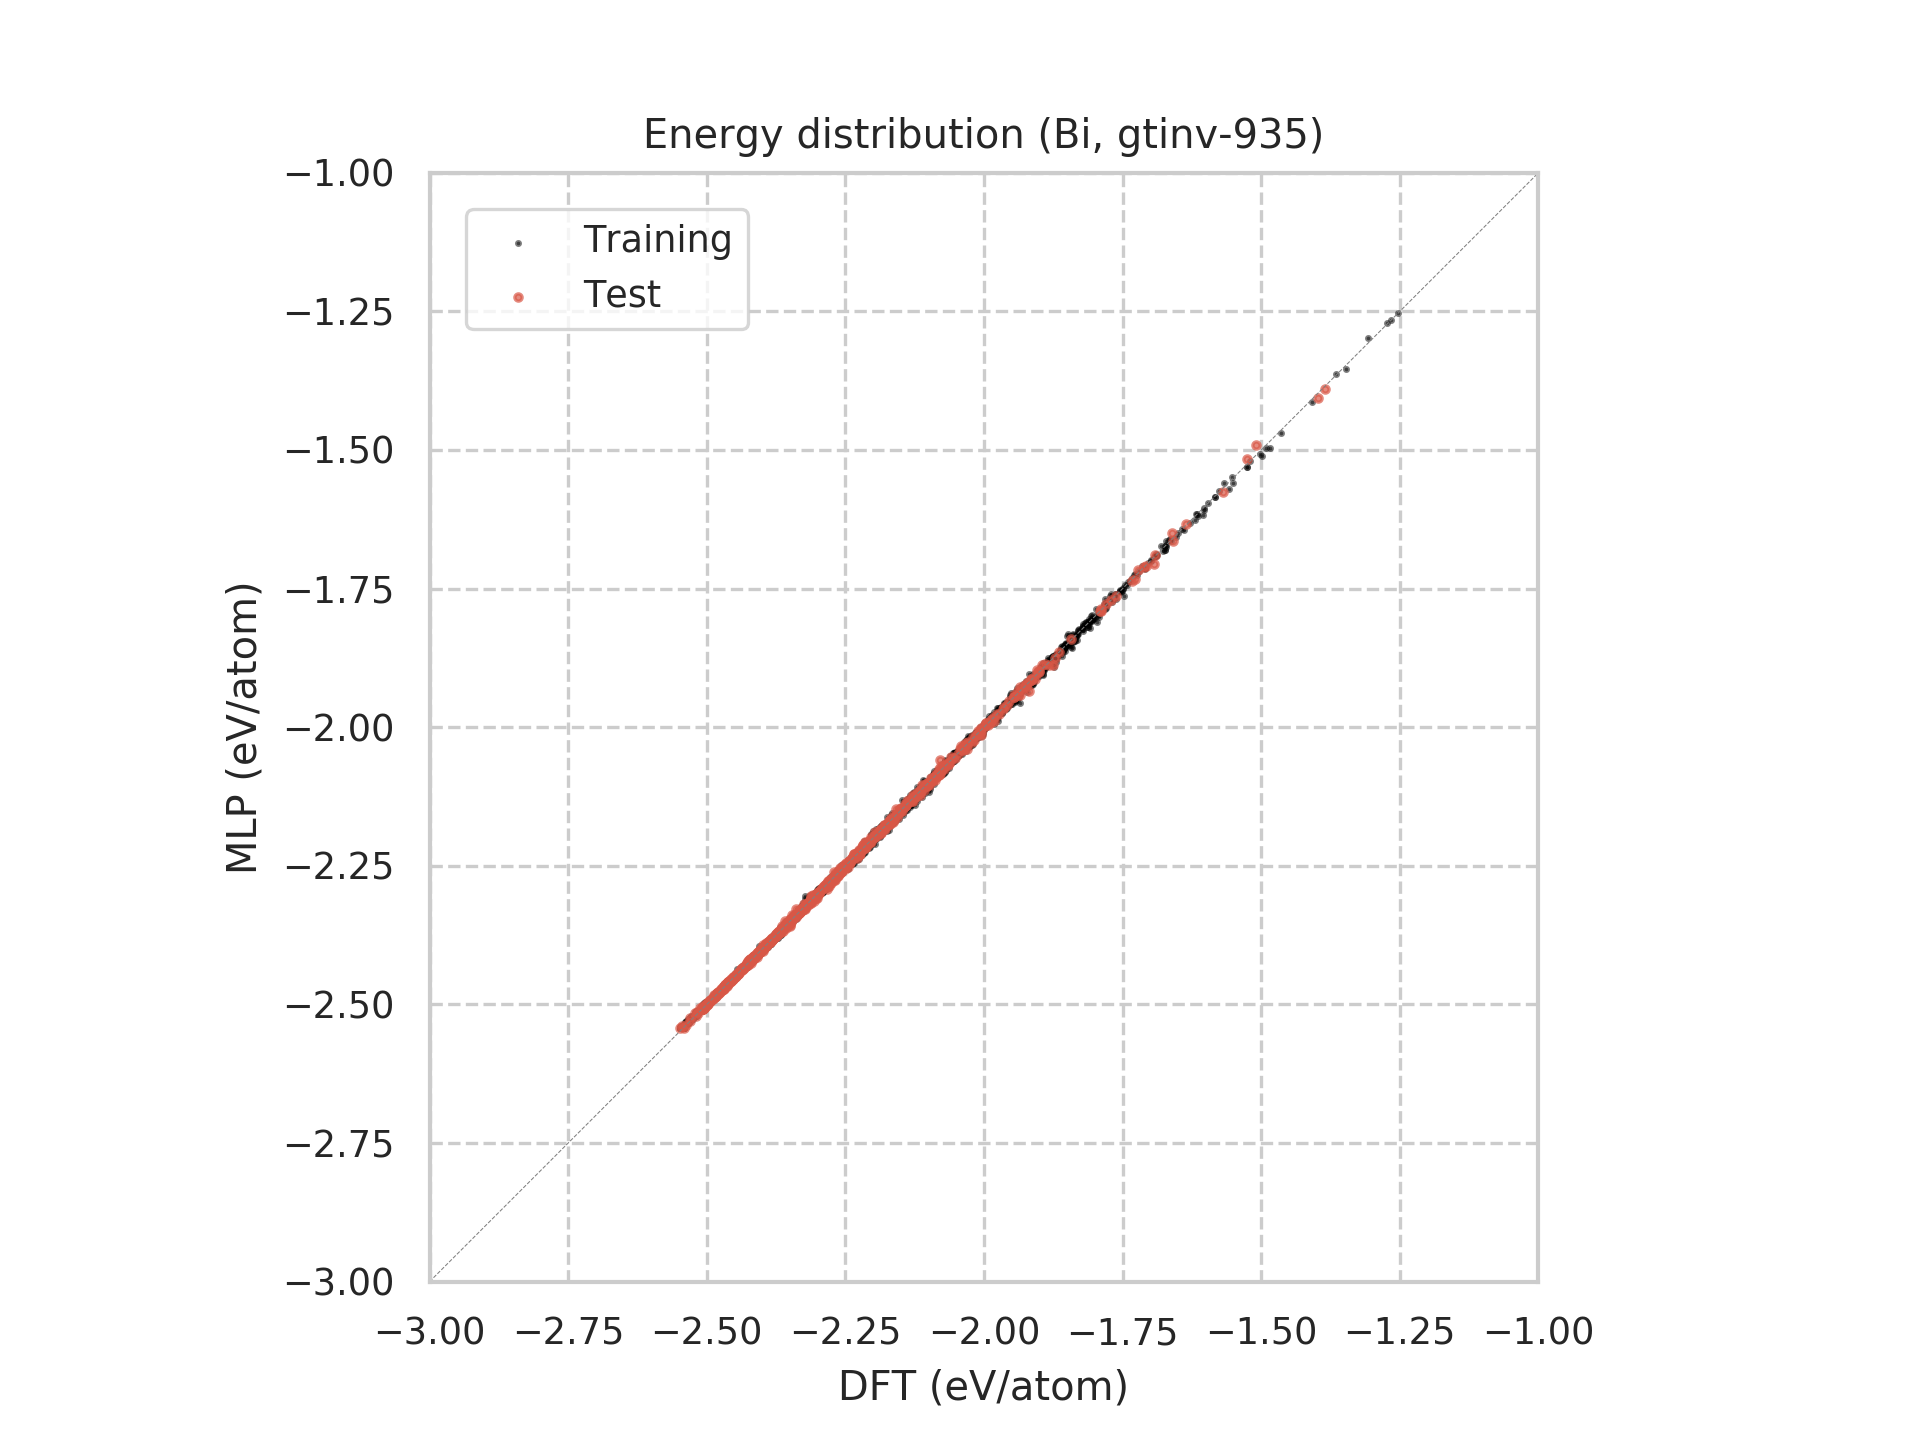 Energy distribution (Bi, gtinv-935)
Training
Test
MLP (eV/atom)
−1.00
−1.25
−1.50
−1.75
−2.00
−2.25
−2.50
−2.75
−3.00
−3.00 −2.75 −2.50 −2.25 −2.00 −1.75 −1.50 −1.25 −1.00
DFT (eV/atom)